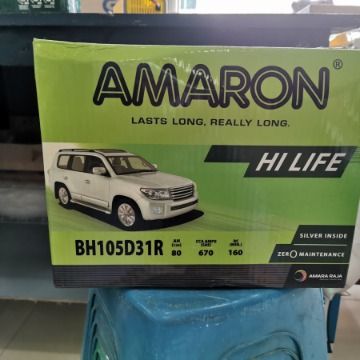 AMARON®
LASTS LONG, REALLY LONG.
HI LIFE
SILVER INSIDE
ZERO MAINTENANCE
BH105D31R
80 670 160
AMARA RAJA